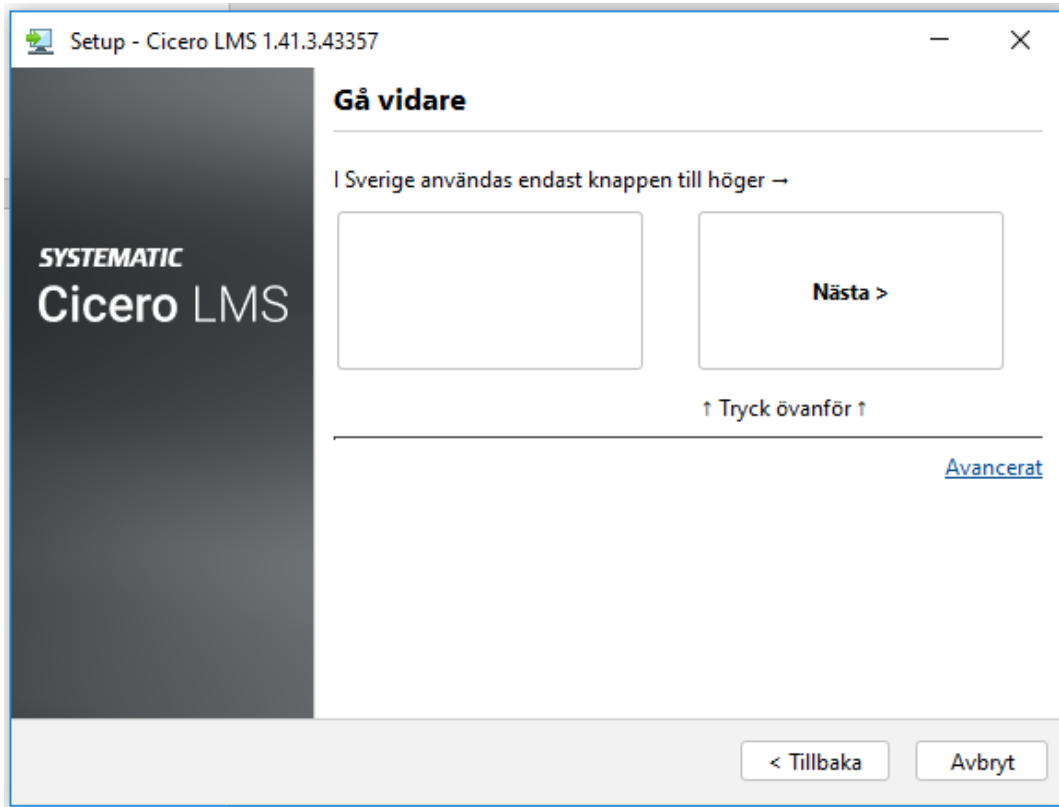 Setup - Cicero LMS 1.41.3.43357
Gå vidare
I Sverige användas endast knappen till höger →
SYSTEMATIC
Cicero LMS
Nästa >
↑ Tryck övanför ↑
Avancerat
< Tillbaka
Avbryt